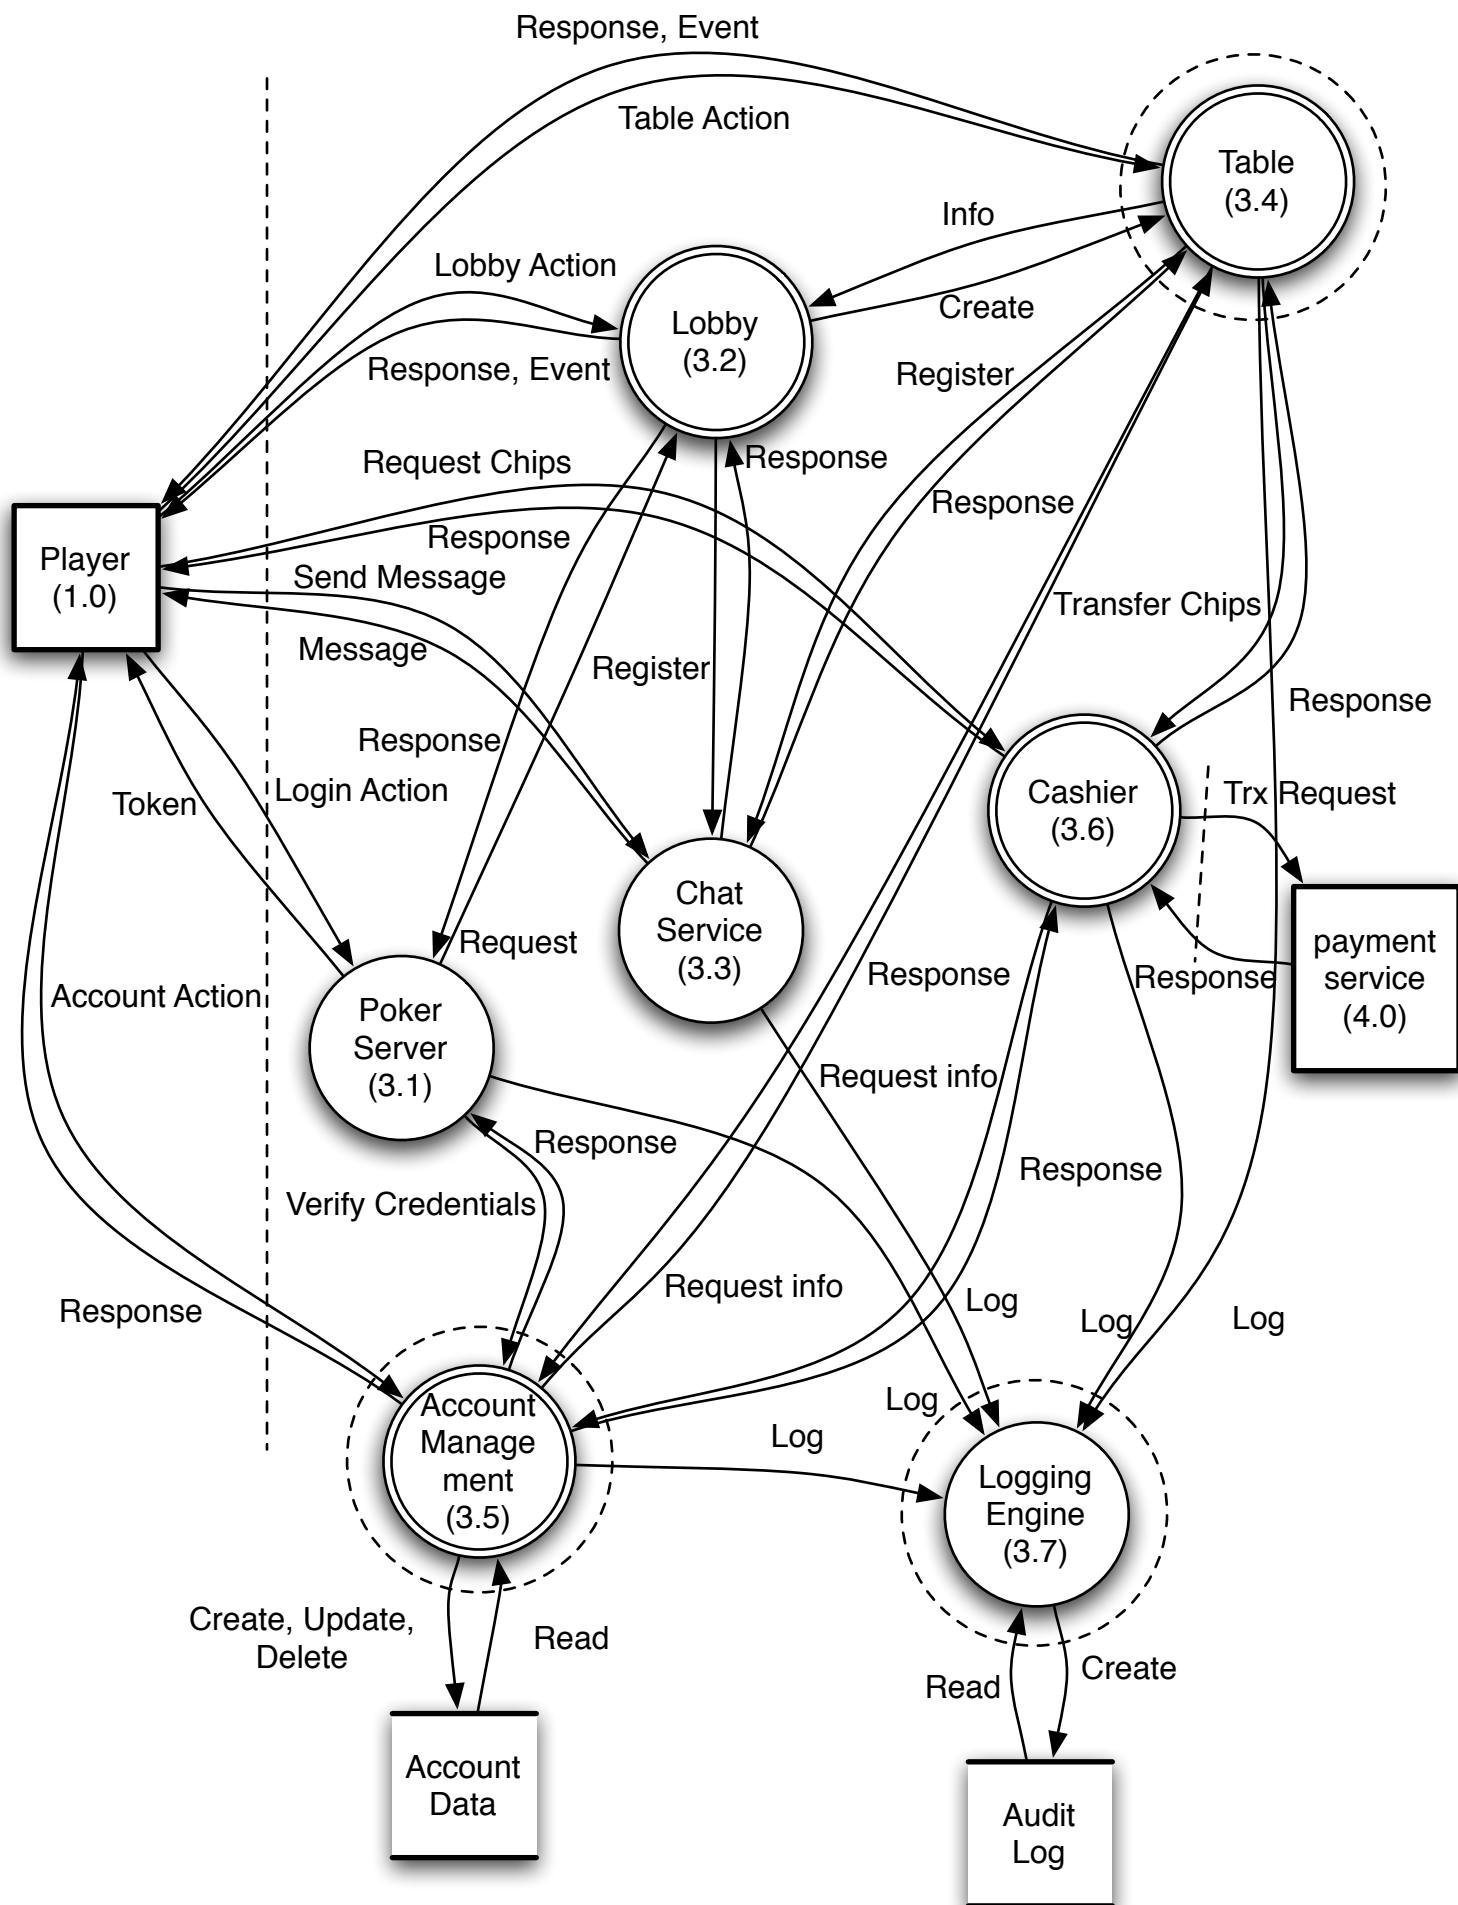 Response, Event
Table Action
Table
(3.4)
Info
Lobby Action
Create
Lobby
(3.2)
Response, Event
Register
Response
Request Chips
Response
Response
Player
(1.0)
Send Message
Transfer Chips
Message
Register
Response
Response
Login Action
Token
Cashier
(3.6)
Trx Request
Chat
Service
(3.3)
Request
payment
service
(4.0)
Response
Response
Account Action
Poker
Server
(3.1)
Request info
Response
Response
Verify Credentials
Request info
Response
Log
Log
Log
Account
Manage
ment
(3.5)
Log
Log
Logging
Engine
(3.7)
Create, Update,
Delete
Read
Read
Create
Account
Data
Audit
Log